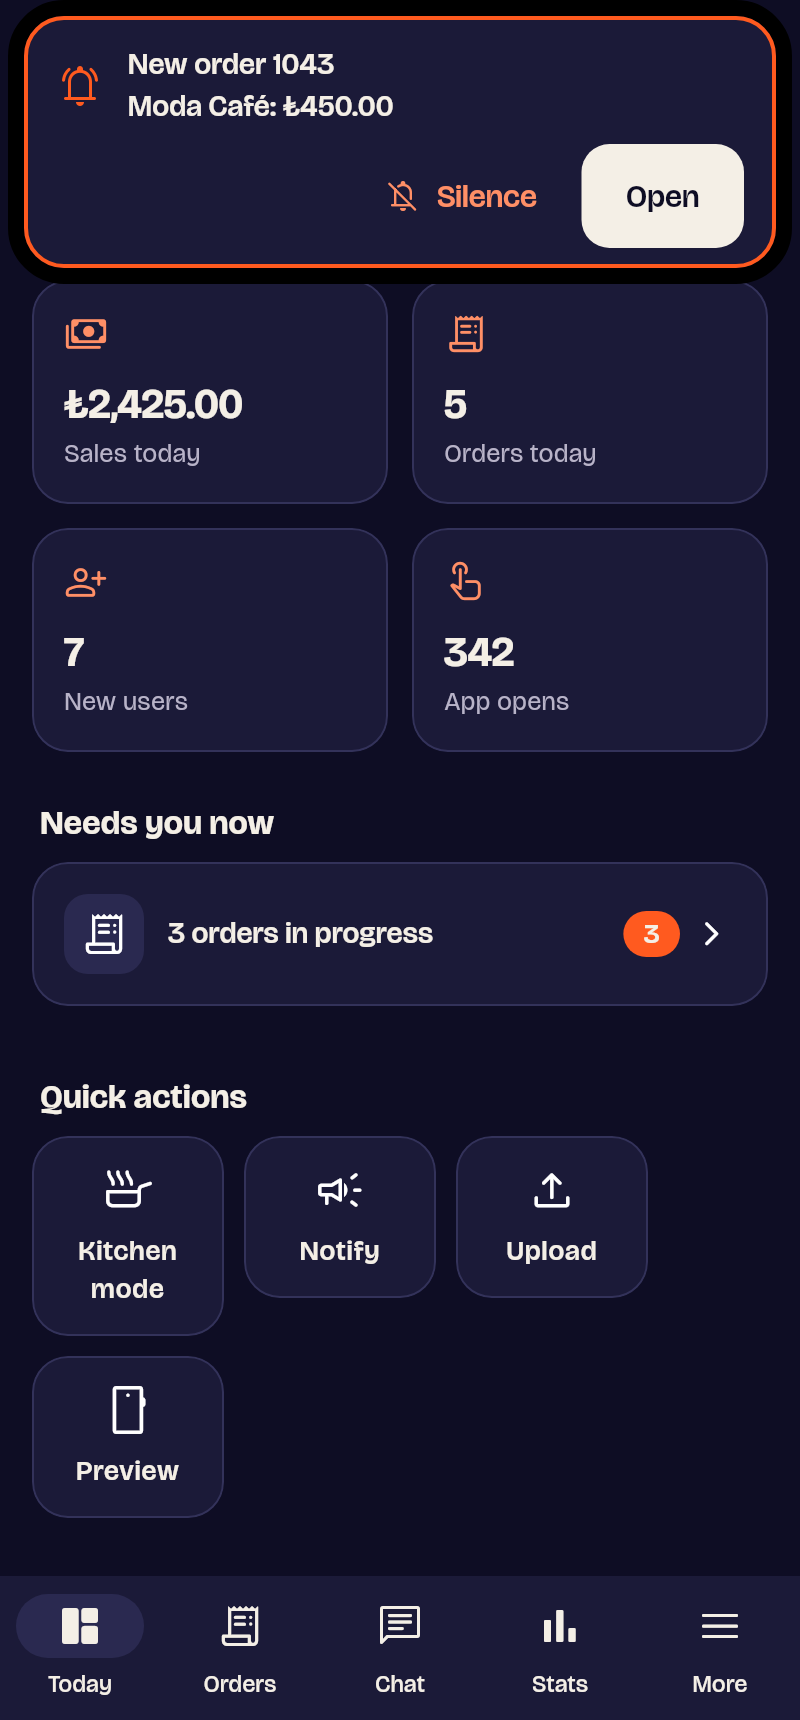 New order 1043
Moda Café: ₺450.00
Silence
Open
₺2,425.00
Sales today
5
Orders today
7
New users
342
App opens
Needs you now
3 orders in progress
3
Quick actions
Kitchen
mode
Notify
Upload
Preview
Today
Orders
Chat
Stats
More